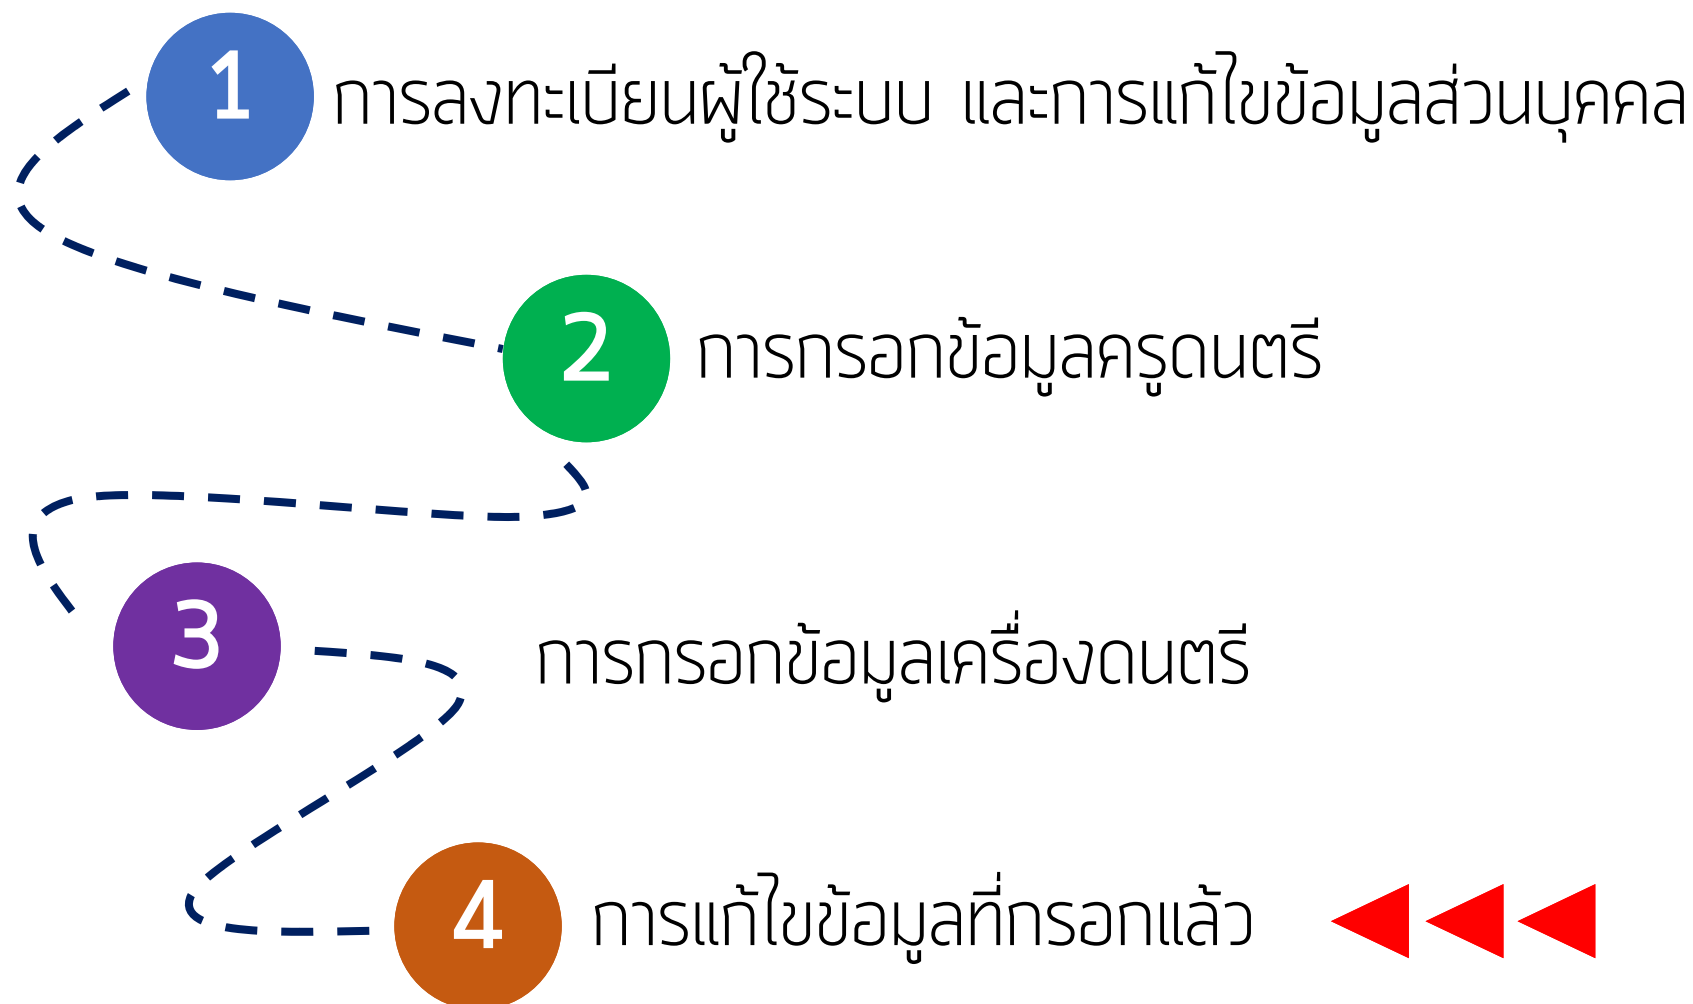 1 การลงทะเบียนผู้ใช้ระบบ และการแก้ไขข้อมูลส่วนบุคคล
2 การกรอกข้อมูลครูดนตรี
3 การกรอกข้อมูลเครื่องดนตรี
4 การแก้ไขข้อมูลที่กรอกแล้ว